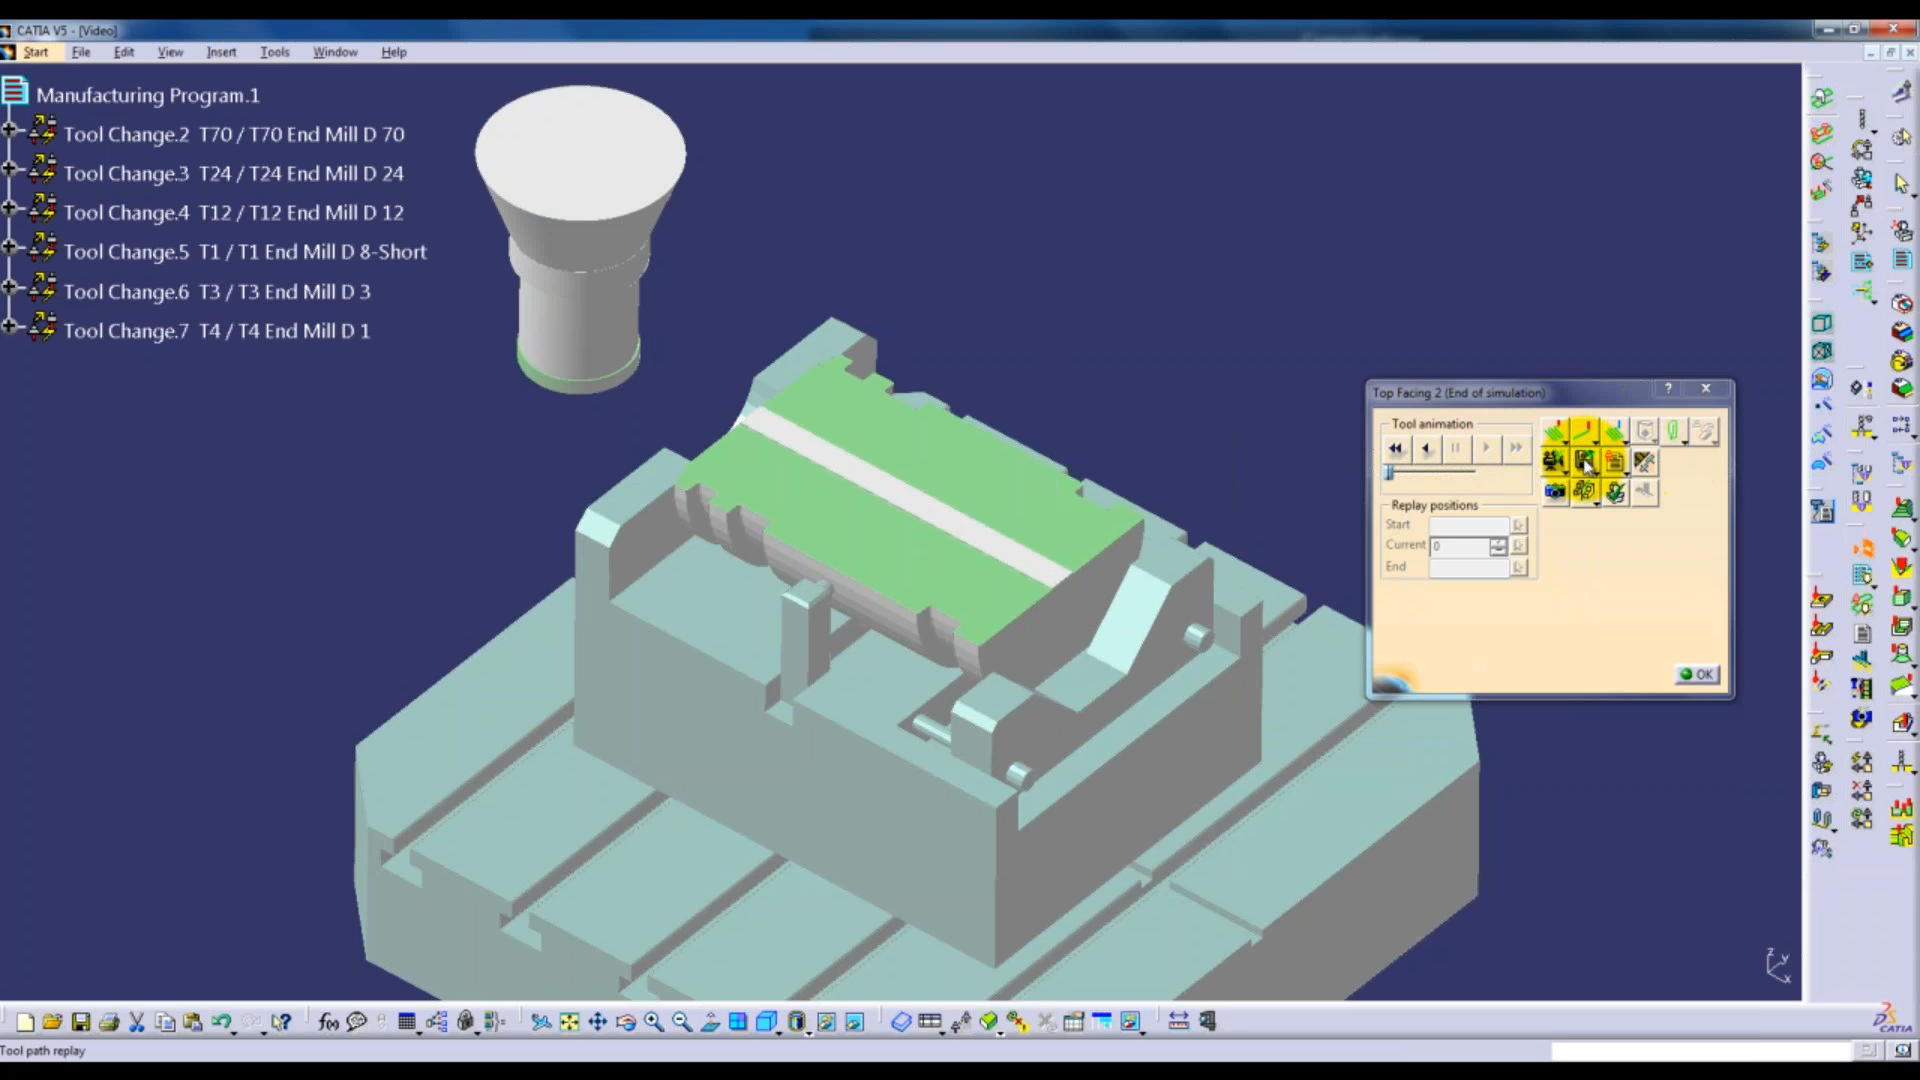 CATIA V5 - [Video]
Start File Edit View Insert Tools Window Help
Manufacturing Program.1
Tool Change.2 T70 / T70 End Mill D 70
Tool Change.3 T24 / T24 End Mill D 24
Tool Change.4 T12 / T12 End Mill D 12
Tool Change.5 T1 / T1 End Mill D 8-Short
Tool Change.6 T3 / T3 End Mill D 3
Tool Change.7 T4 / T4 End Mill D 1
Top Facing 2 (End of simulation)
Tool animation
Replay positions
Start
Current 0
End
OK
z
y
x
f(x)
CATIA
Tool path replay